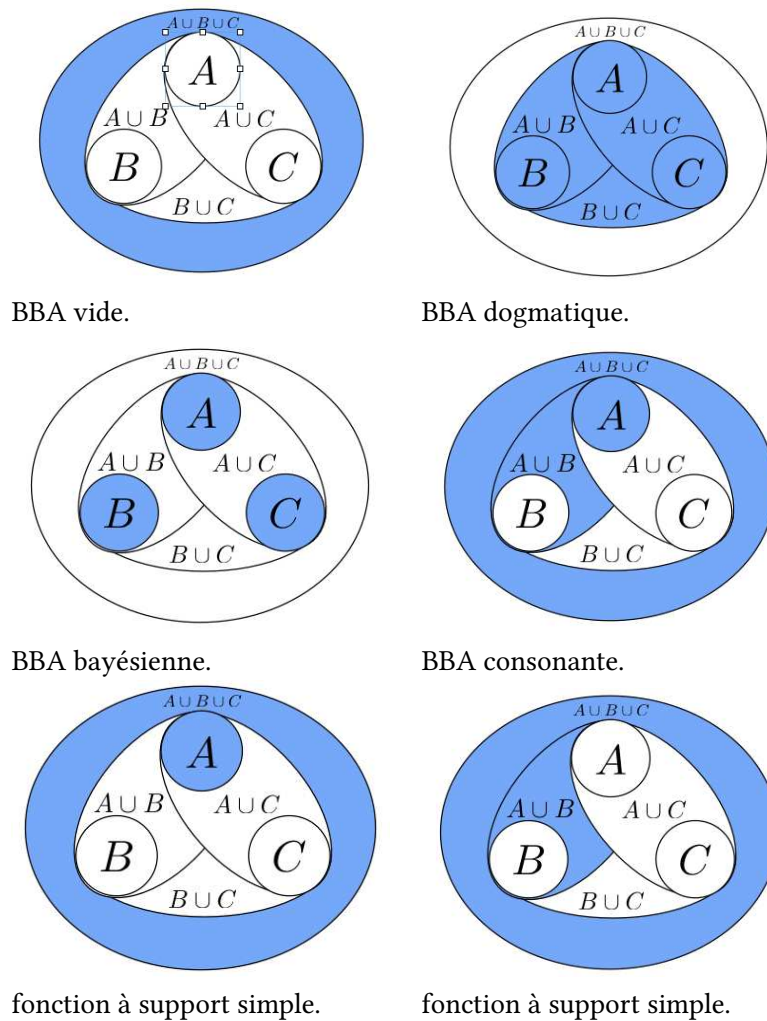 A ∪ B ∪ C
A
A ∪ B
A ∪ C
B
C
B ∪ C
BBA vide.
A ∪ B ∪ C
A
A ∪ B
A ∪ C
B
C
B ∪ C
BBA dogmatique.
A ∪ B ∪ C
A
A ∪ B
A ∪ C
B
C
B ∪ C
BBA bayésienne.
A ∪ B ∪ C
A
A ∪ B
A ∪ C
B
C
B ∪ C
BBA consonante.
A ∪ B ∪ C
A
A ∪ B
A ∪ C
B
C
B ∪ C
fonction à support simple.
A ∪ B ∪ C
A
A ∪ B
A ∪ C
B
C
B ∪ C
fonction à support simple.